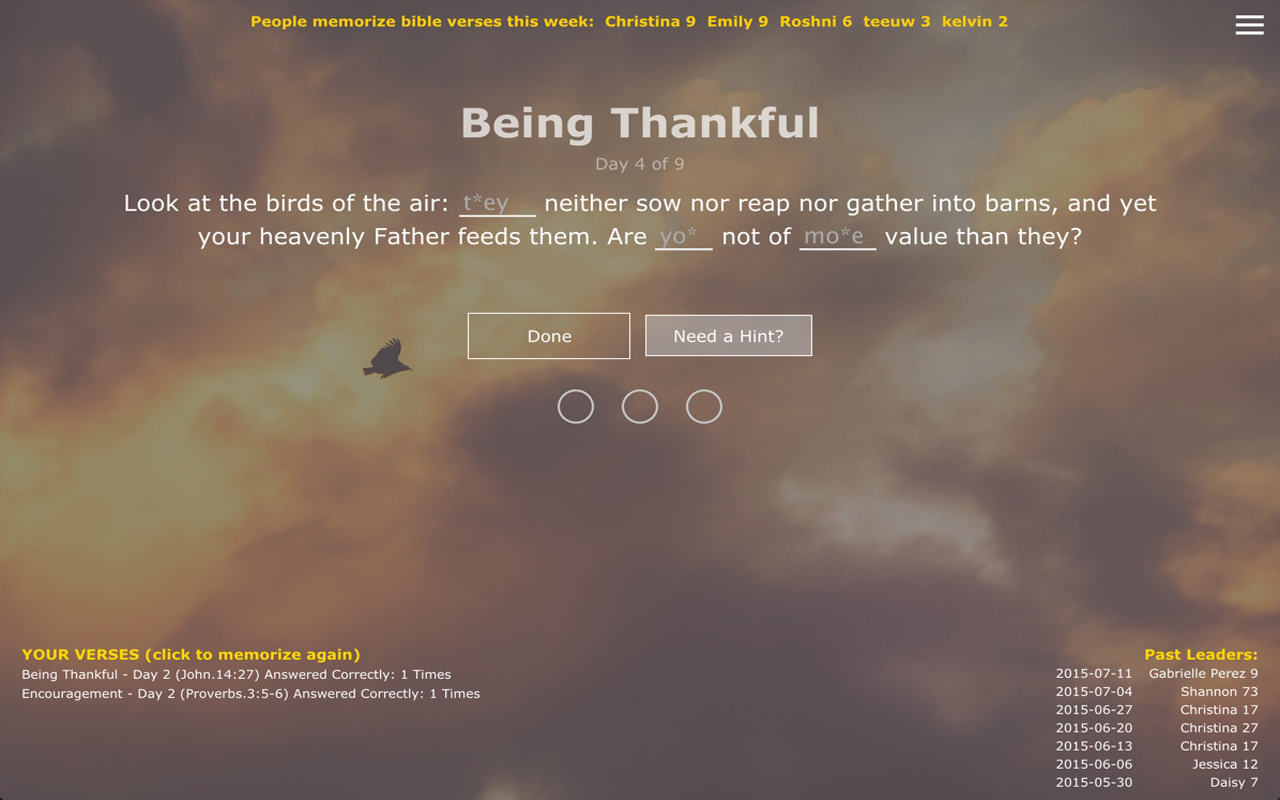 People memorize bible verses this week: Christina 9 Emily 9 Roshni 6 teeuw 3 kelvin 2
Being Thankful
Day 4 of 9
Look at the birds of the air: t*ey neither sow nor reap nor gather into barns, and yet
your heavenly Father feeds them. Are yo* not of mo*e value than they?
Done
Need a Hint?
YOUR VERSES (click to memorize again)
Being Thankful - Day 2 (John.14:27) Answered Correctly: 1 Times
Encouragement - Day 2 (Proverbs.3:5-6) Answered Correctly: 1 Times
Past Leaders:
2015-07-11 Gabrielle Perez 9
2015-07-04 Shannon 73
2015-06-27 Christina 17
2015-06-20 Christina 27
2015-06-13 Christina 17
2015-06-06 Jessica 12
2015-05-30 Daisy 7